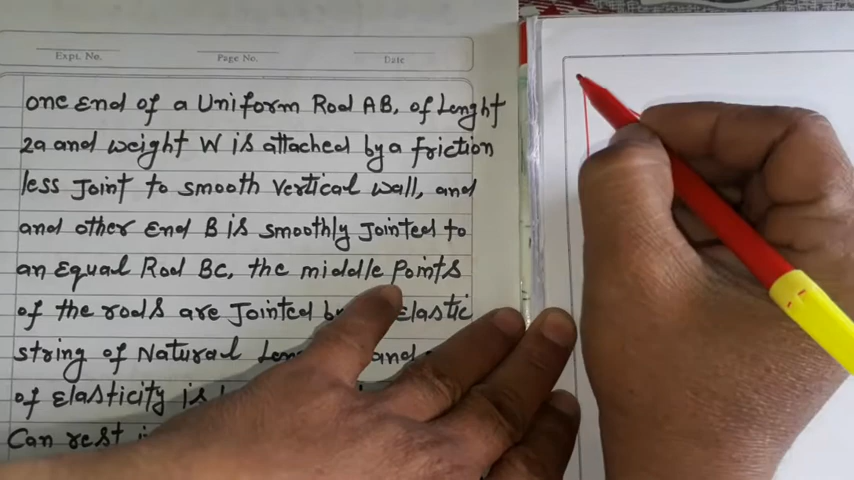 Expt. No.
Page No.
Date
one End of a Uniform Rod AB, of Lenght
2a and weight W is attached by a friction
less Joint to smooth vertical wall, and
and other End B is smoothly Jointed to
an Equal Rod BC, the middle Points
of the rods are Jointed Elastic
string of Natural and
of Elasticity is
Can rest